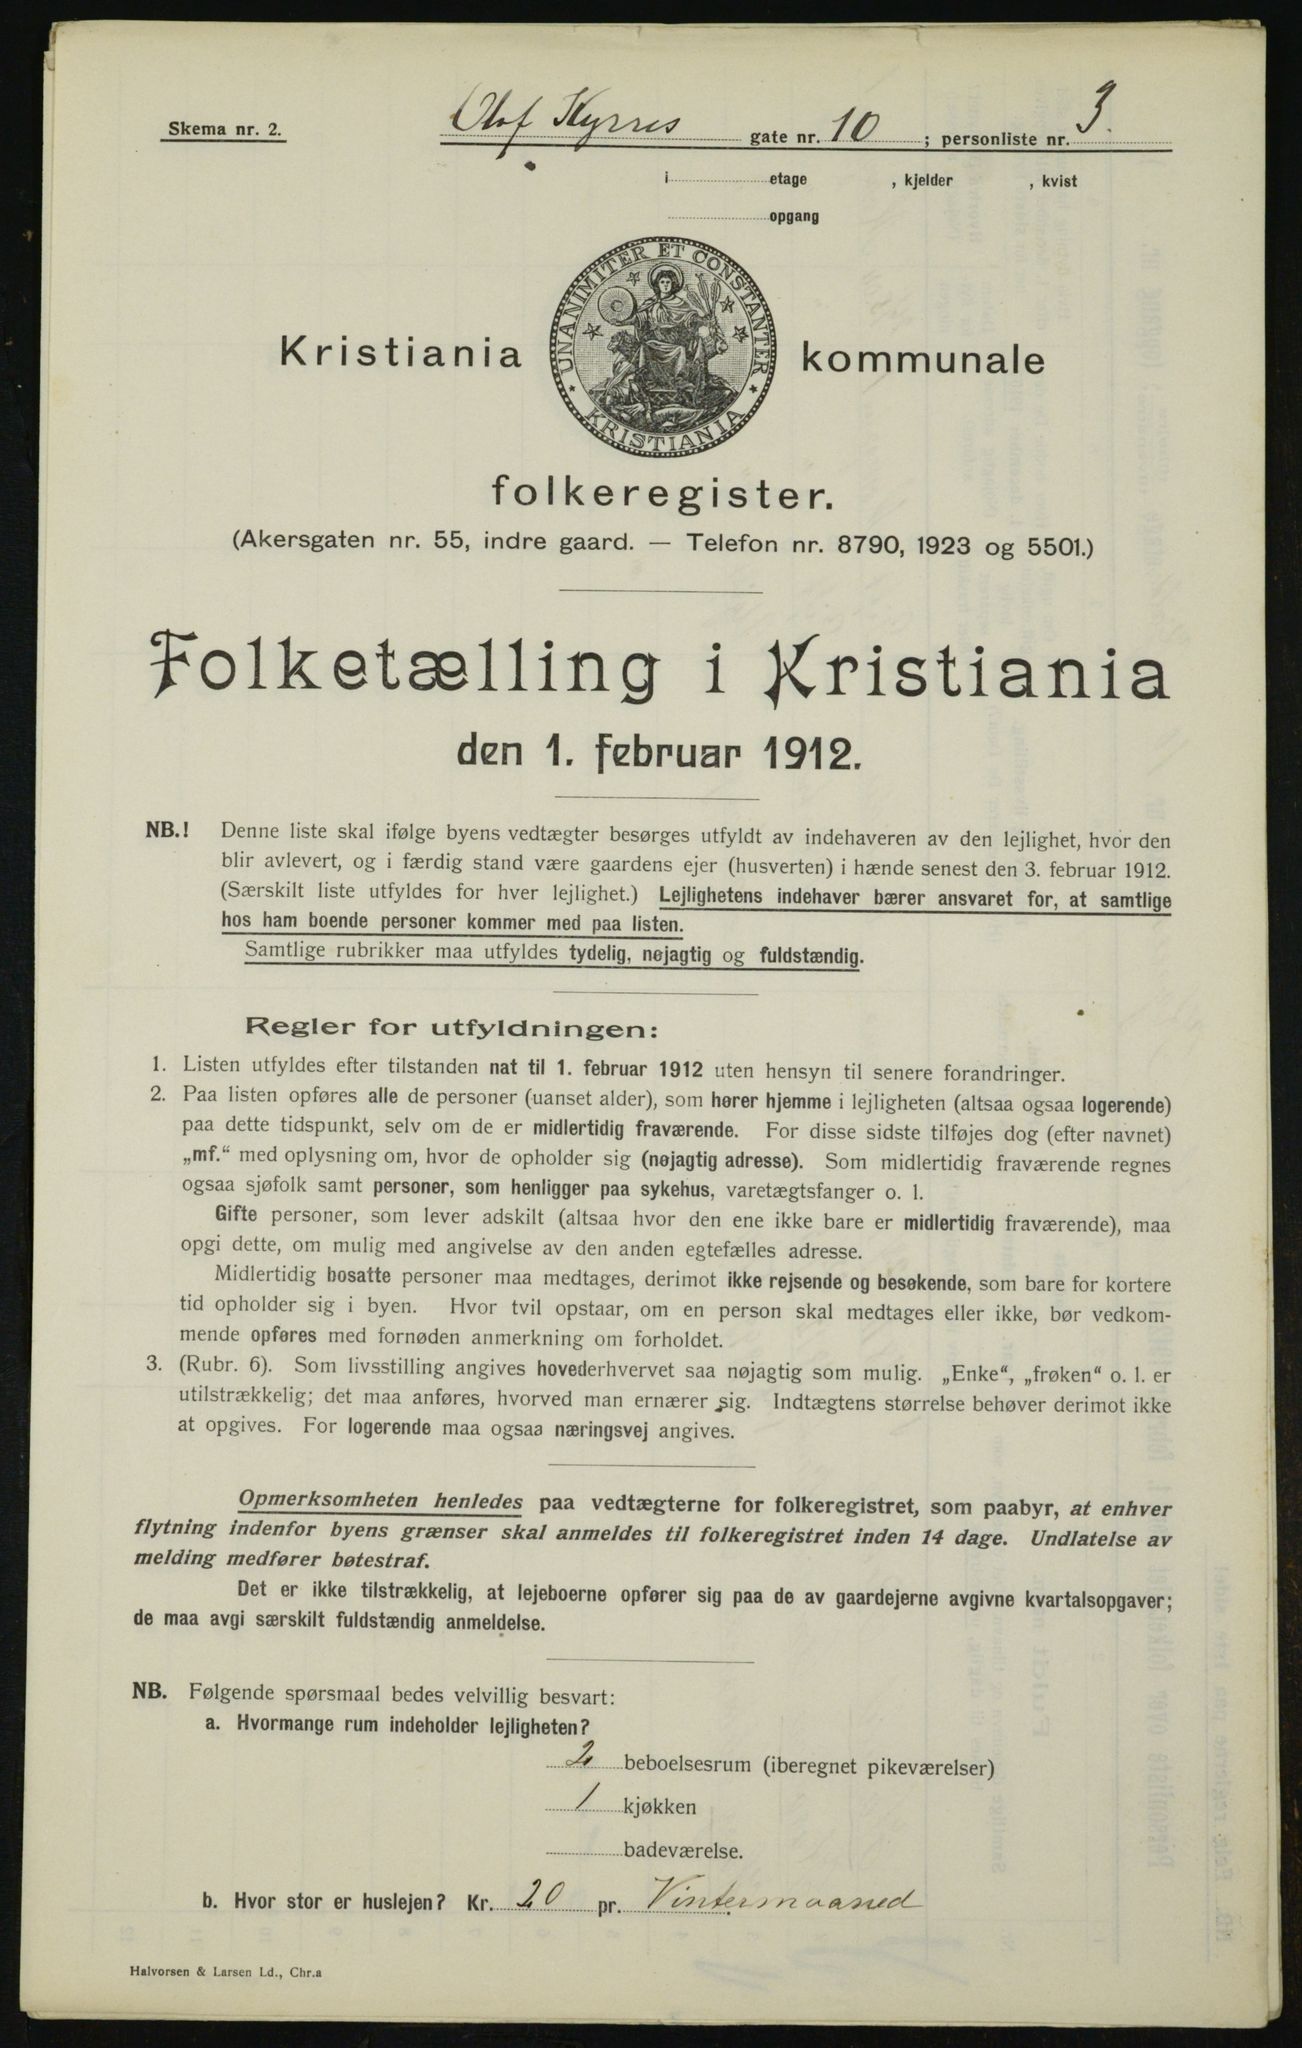 Skema nr. 2.
Olaf Kyrres gate nr. 10 ; personliste nr. 3.
i etage , kjelder , kvist
opgang
UNANIMITER ET CONSTANTER
KRISTIANIA
Kristiania kommunale
folkeregister.
(Akersgaten nr. 55, indre gaard. — Telefon nr. 8790, 1923 og 5501.)
Folketælling i Kristiania
den 1. februar 1912.
NB.! Denne liste skal ifølge byens vedtægter besørges utfyldt av indehaveren av den lejlighet, hvor den
blir avlevert, og i færdig stand være gaardens ejer (husverten) i hænde senest den 3. februar 1912.
(Særskilt liste utfyldes for hver lejlighet.) Lejlighetens indehaver bærer ansvaret for, at samtlige
hos ham boende personer kommer med paa listen.
Samtlige rubrikker maa utfyldes tydelig, nøjagtig og fuldstændig.
Regler for utfyldningen:
1. Listen utfyldes efter tilstanden nat til 1. februar 1912 uten hensyn til senere forandringer.
2. Paa listen opføres alle de personer (uanset alder), som hører hjemme i lejligheten (altsaa ogsaa logerende)
paa dette tidspunkt, selv om de er midlertidig fraværende. For disse sidste tilføjes dog (efter navnet)
„mf.“ med oplysning om, hvor de opholder sig (nøjagtig adresse). Som midlertidig fraværende regnes
ogsaa sjøfolk samt personer, som henligger paa sykehus, varetægtsfanger o. l.
Gifte personer, som lever adskilt (altsaa hvor den ene ikke bare er midlertidig fraværende), maa
opgi dette, om mulig med angivelse av den anden egtefælles adresse.
Midlertidig bosatte personer maa medtages, derimot ikke rejsende og besøkende, som bare for kortere
tid opholder sig i byen. Hvor tvil opstaar, om en person skal medtages eller ikke, bør vedkom-
mende opføres med fornøden anmerkning om forholdet.
3. (Rubr. 6). Som livsstilling angives hovederhvervet saa nøjagtig som mulig. „Enke“, „frøken“ o. l. er
utilstrækkelig; det maa anføres, hvorved man ernærer sig. Indtægtens størrelse behøver derimot ikke
at opgives. For logerende maa ogsaa næringsvej angives.
Opmerksomheten henledes paa vedtægterne for folkeregistret, som paabyr, at enhver
flytning indenfor byens grænser skal anmeldes til folkeregistret inden 14 dage. Undlatelse av
melding medfører bøtestraf.
Det er ikke tilstrækkelig, at lejeboerne opfører sig paa de av gaardejerne avgivne kvartalsopgaver;
de maa avgi særskilt fuldstændig anmeldelse.
NB. Følgende spørsmaal bedes velvillig besvart:
a. Hvormange rum indeholder lejligheten?
2 beboelsesrum (iberegnet pikeværelser)
1 kjøkken
badeværelse.
b. Hvor stor er huslejen? Kr. 20 pr. Vintermaaned
Halvorsen & Larsen Ld., Chr.a